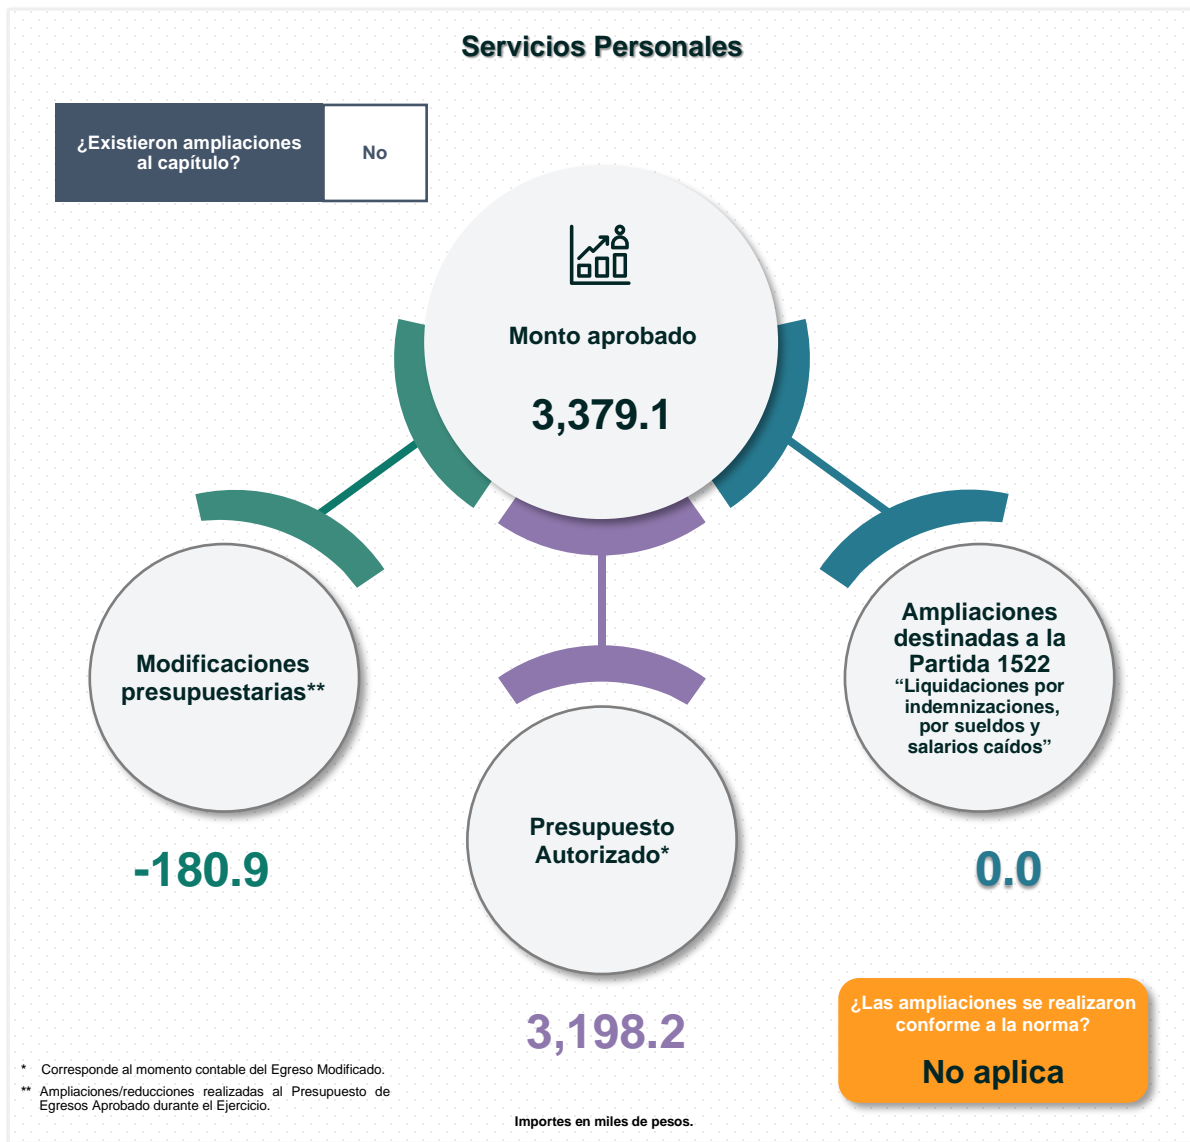 Servicios Personales
¿Existieron ampliaciones
al capítulo?
No
Monto aprobado
3,379.1
Modificaciones
presupuestarias**
-180.9
Presupuesto
Autorizado*
3,198.2
Ampliaciones
destinadas a la
Partida 1522
“Liquidaciones por
indemnizaciones,
por sueldos y
salarios caídos”
0.0
¿Las ampliaciones se realizaron
conforme a la norma?
No aplica
* Corresponde al momento contable del Egreso Modificado.
** Ampliaciones/reducciones realizadas al Presupuesto de
Egresos Aprobado durante el Ejercicio.
Importes en miles de pesos.